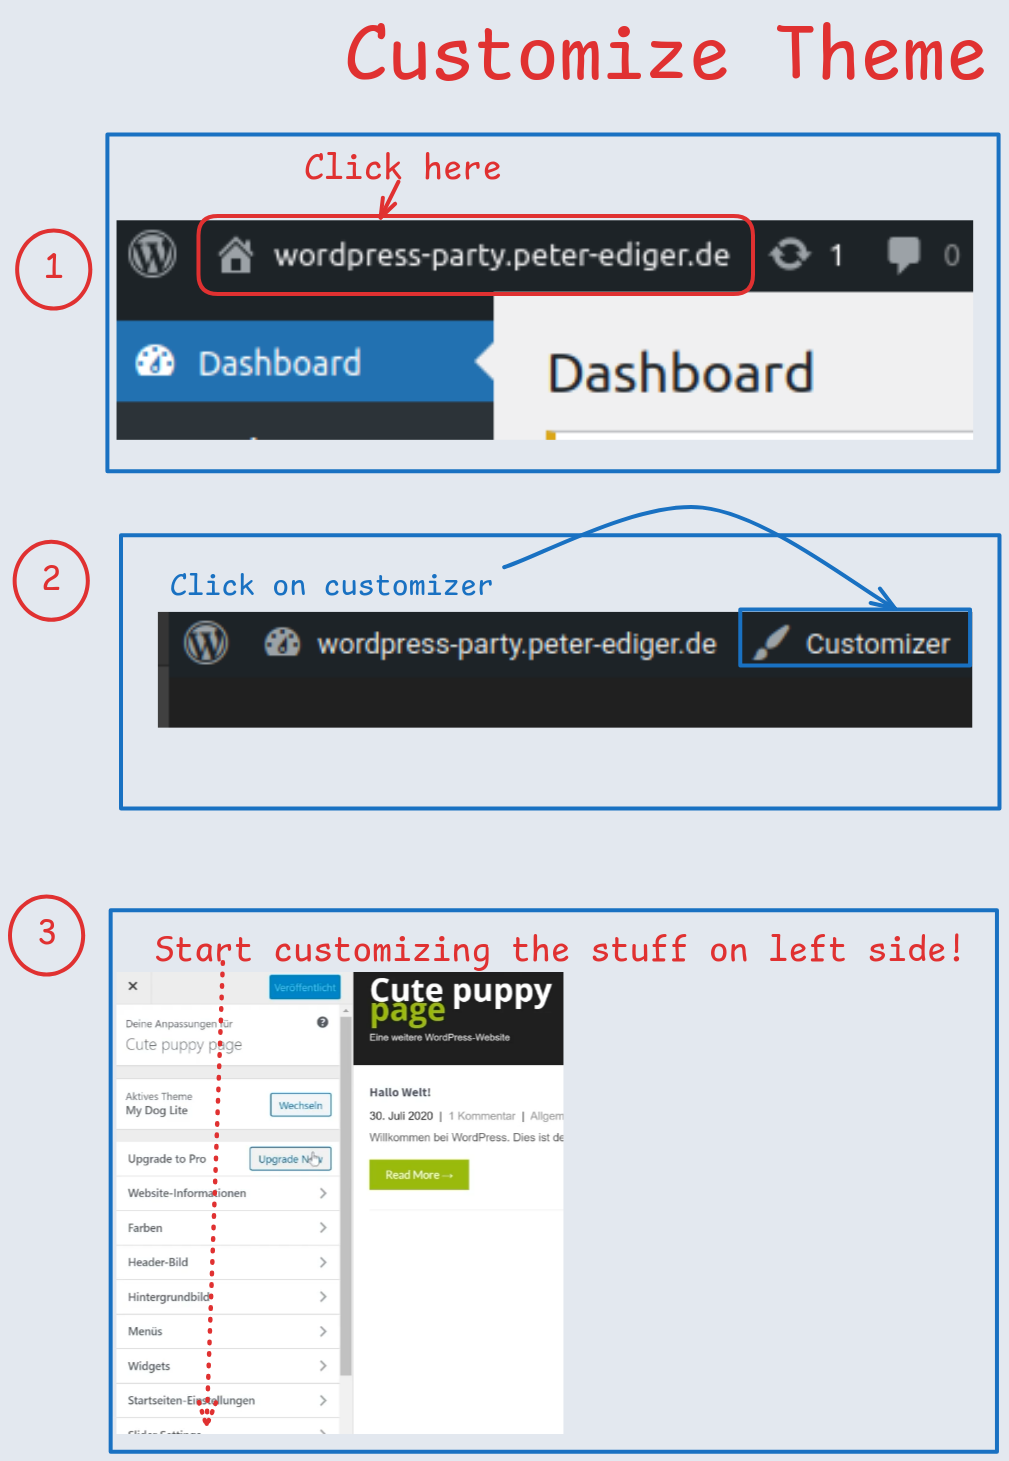 Customize Theme
Click here
1
wordpress-party.peter-ediger.de 1 0
Dashboard
Dashboard
2
Click on customizer
wordpress-party.peter-ediger.de Customizer
3
Start customizing the stuff on left side!
Veröffentlicht
Deine Anpassungen für
Cute puppy page
Aktives Theme
My Dog Lite
Wechseln
Upgrade to Pro
Upgrade Now
Website-Informationen
Farben
Header-Bild
Hintergrundbild
Menüs
Widgets
Startseiten-Einstellungen
Slider Settings
Cute puppy
page
Eine weitere WordPress-Website
Hallo Welt!
30. Juli 2020 | 1 Kommentar | Allgem
Willkommen bei WordPress. Dies ist de
Read More →